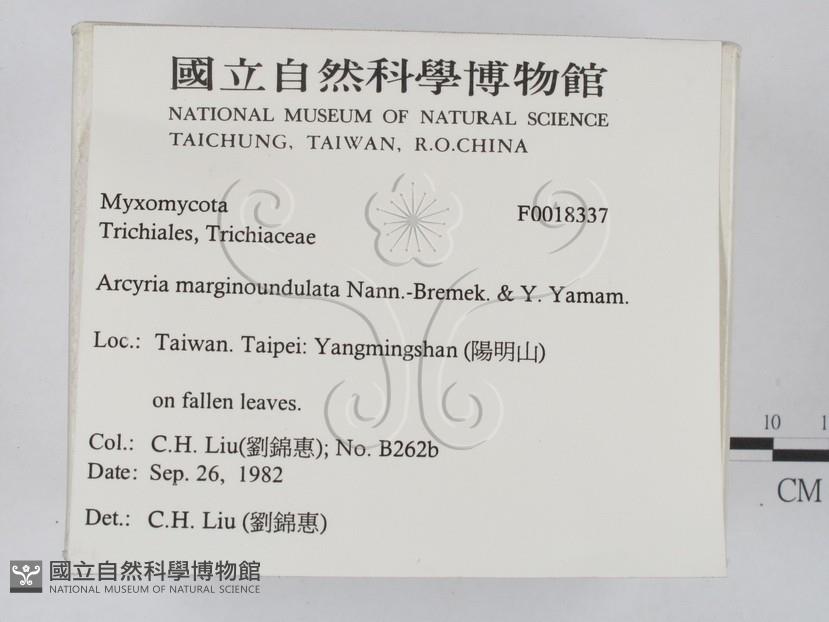 國立自然科學博物館
NATIONAL MUSEUM OF NATURAL SCIENCE
TAICHUNG, TAIWAN, R.O.CHINA
Myxomycota F0018337
Trichiales, Trichiaceae
Arcyria marginoundulata Nann.-Bremek. & Y. Yamam.
Loc.: Taiwan. Taipei: Yangmingshan (陽明山)
on fallen leaves.
Col.: C.H. Liu(劉錦惠); No. B262b
Date: Sep. 26, 1982
Det.: C.H. Liu (劉錦惠)
10
CM
國立自然科學博物館
NATIONAL MUSEUM OF NATURAL SCIENCE